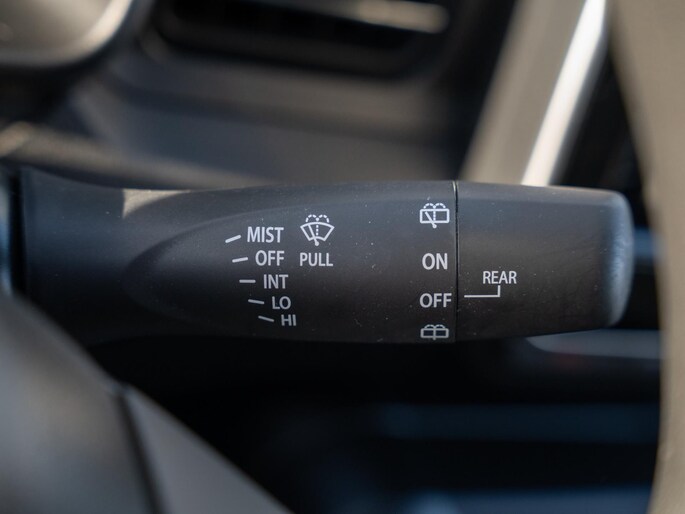 MIST
OFF
INT
LO
HI
PULL
ON
OFF
REAR